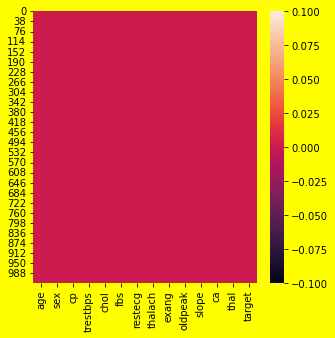 0
38
76
114
152
190
228
266
304
342
380
418
456
494
532
570
608
646
684
722
760
798
836
874
912
950
988
age
sex
cp
trestbps
chol
fbs
restecg
thalach
exang
oldpeak
slope
ca
thal
target
0.100
0.075
0.050
0.025
0.000
−0.025
−0.050
−0.075
−0.100